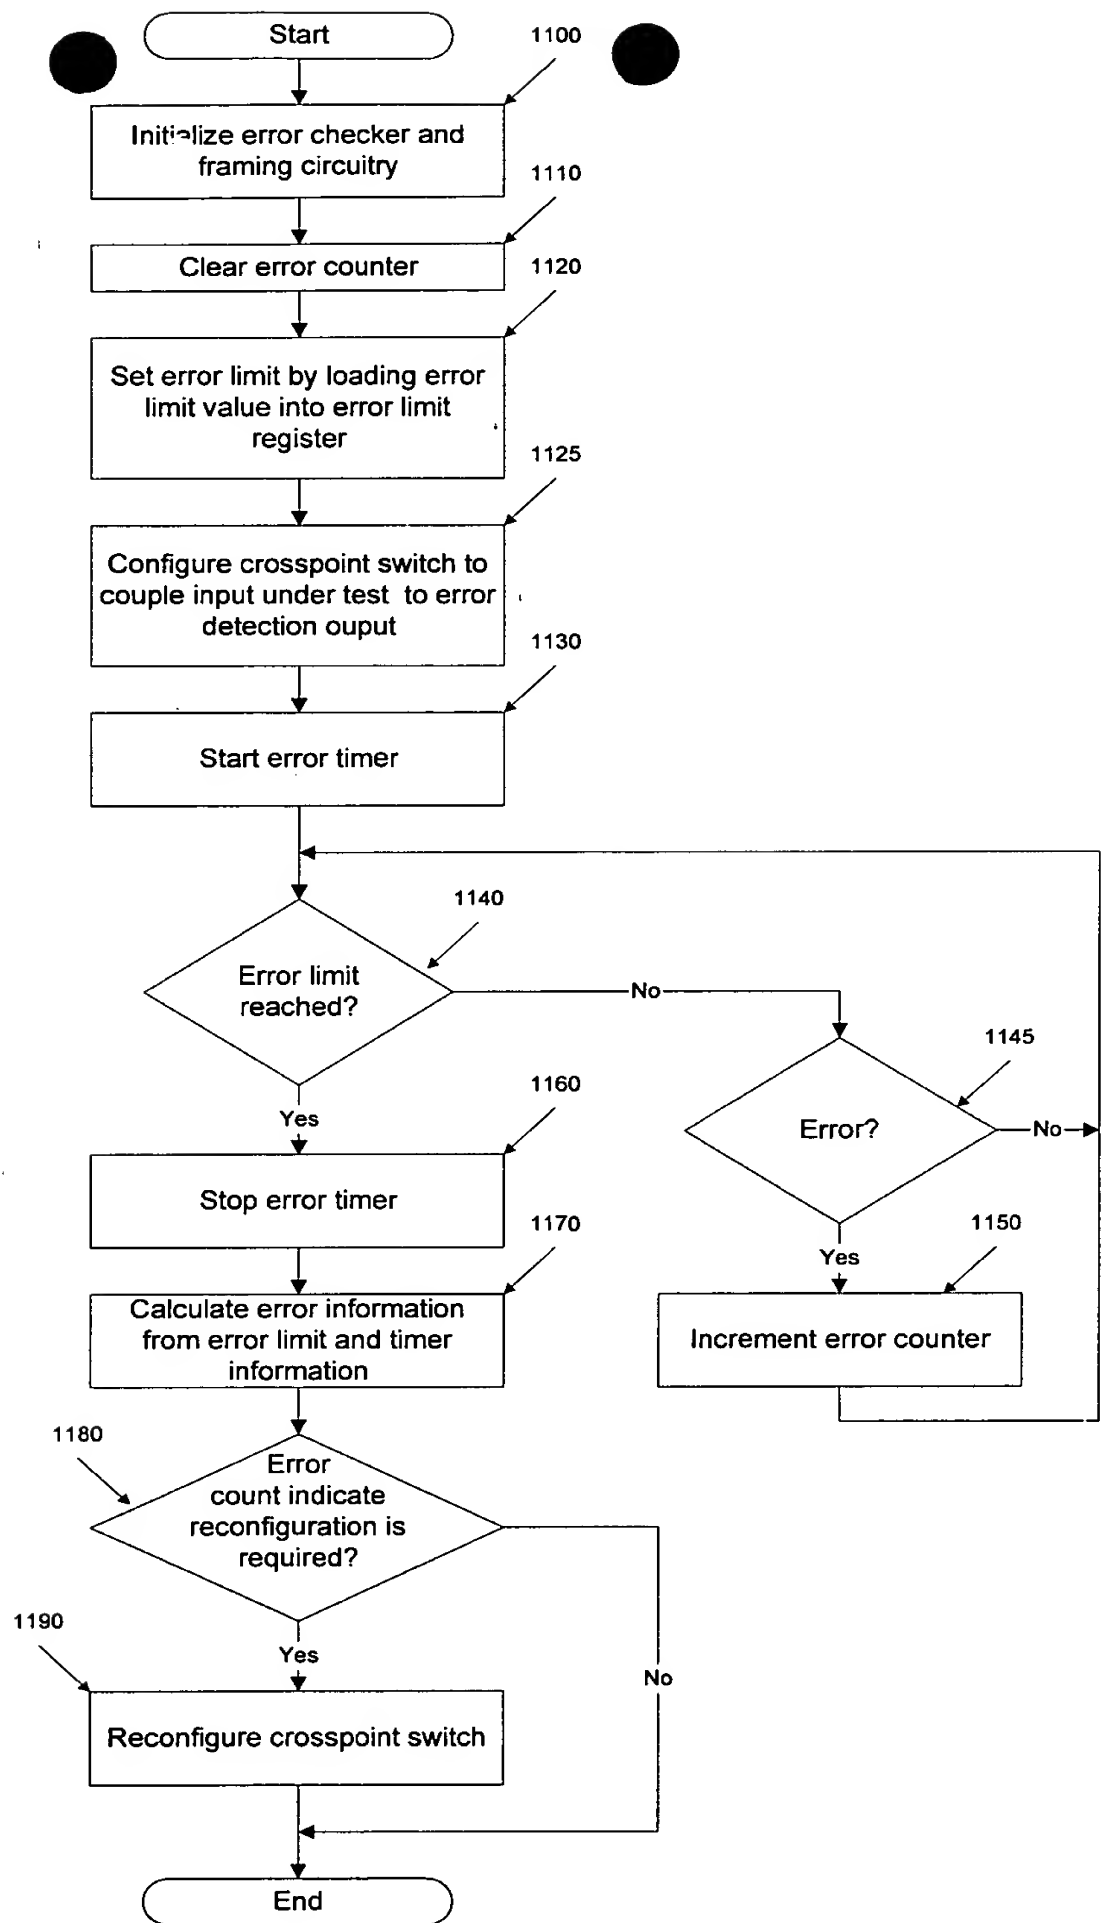 Start
1100
Initialize error checker and
framing circuitry
1110
Clear error counter
1120
Set error limit by loading error
limit value into error limit
register
1125
Configure crosspoint switch to
couple input under test to error
detection ouput
1130
Start error timer
1140
Error limit
reached?
No
1145
Error?
No
Yes
1150
Increment error counter
Yes
1160
Stop error timer
1170
Calculate error information
from error limit and timer
information
1180
Error
count indicate
reconfiguration is
required?
Yes
No
1190
Reconfigure crosspoint switch
End